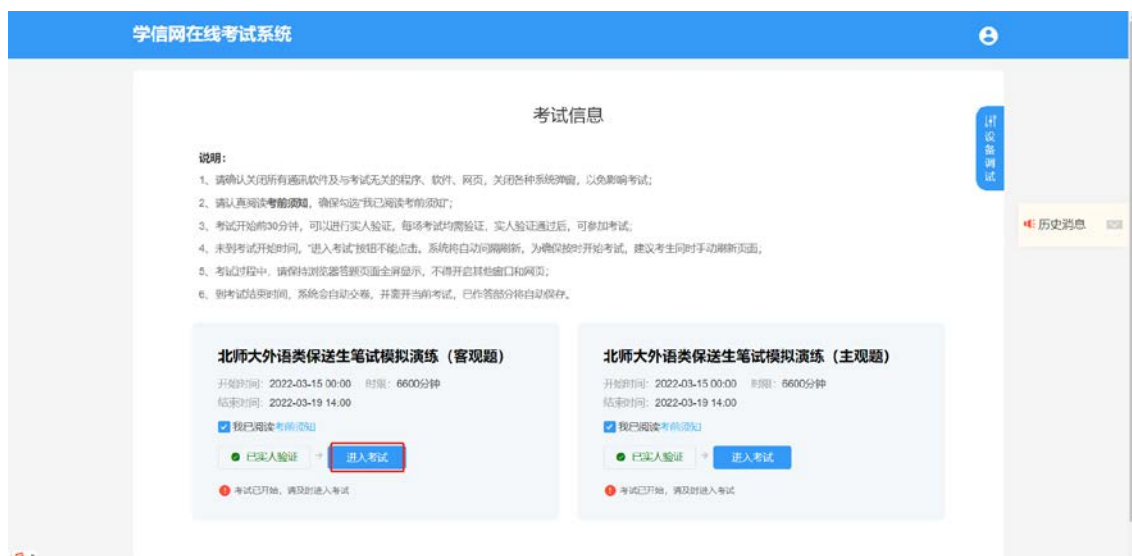 学信网在线考试系统
考试信息
设备调试
说明：
1、请确认关闭所有通讯软件及与考试无关的程序、软件、网页，关闭各种系统弹窗，以免影响考试；
2、请认真阅读考前须知，确保勾选“我已阅读考前须知”；
3、考试开始前30分钟，可以进行实人验证，每场考试均需验证，实人验证通过后，可参加考试；
4、未到考试开始时间，“进入考试”按钮不能点击。系统将自动间隔刷新，为确保按时开始考试，建议考生同时手动刷新页面；
5、考试过程中，请保持浏览器答题页面全屏显示，不得开启其他窗口和网页；
6、到考试结束时间，系统会自动交卷，并离开当前考试，已作答部分将自动保存。
历史消息
北师大外语类保送生笔试模拟演练（客观题）
开始时间：2022-03-15 00:00 时限：6600分钟
结束时间：2022-03-19 14:00
我已阅读考前须知
已实人验证 进入考试
考试已开始，请及时进入考试
北师大外语类保送生笔试模拟演练（主观题）
开始时间：2022-03-15 00:00 时限：6600分钟
结束时间：2022-03-19 14:00
我已阅读考前须知
已实人验证 进入考试
考试已开始，请及时进入考试